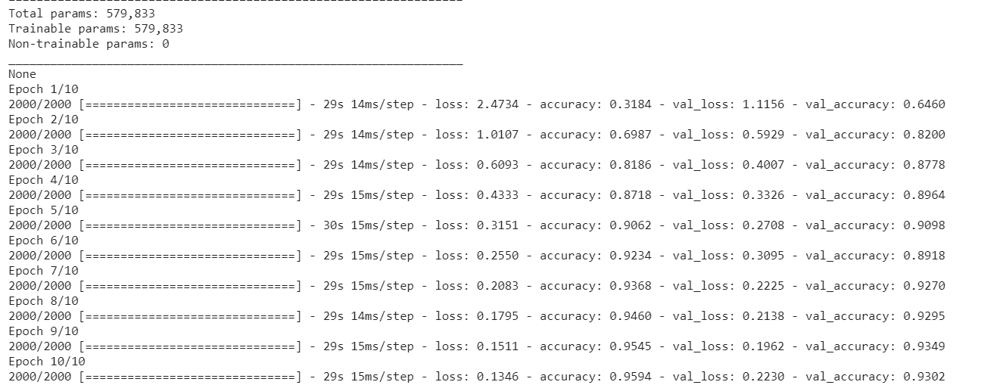 =================================================================
Total params: 579,833
Trainable params: 579,833
Non-trainable params: 0
_________________________________________________________________
None
Epoch 1/10
2000/2000 [==============================] - 29s 14ms/step - loss: 2.4734 - accuracy: 0.3184 - val_loss: 1.1156 - val_accuracy: 0.6460
Epoch 2/10
2000/2000 [==============================] - 29s 14ms/step - loss: 1.0107 - accuracy: 0.6987 - val_loss: 0.5929 - val_accuracy: 0.8200
Epoch 3/10
2000/2000 [==============================] - 29s 14ms/step - loss: 0.6093 - accuracy: 0.8186 - val_loss: 0.4007 - val_accuracy: 0.8778
Epoch 4/10
2000/2000 [==============================] - 29s 15ms/step - loss: 0.4333 - accuracy: 0.8718 - val_loss: 0.3326 - val_accuracy: 0.8964
Epoch 5/10
2000/2000 [==============================] - 30s 15ms/step - loss: 0.3151 - accuracy: 0.9062 - val_loss: 0.2708 - val_accuracy: 0.9098
Epoch 6/10
2000/2000 [==============================] - 29s 15ms/step - loss: 0.2550 - accuracy: 0.9234 - val_loss: 0.3095 - val_accuracy: 0.8918
Epoch 7/10
2000/2000 [==============================] - 29s 15ms/step - loss: 0.2083 - accuracy: 0.9368 - val_loss: 0.2225 - val_accuracy: 0.9270
Epoch 8/10
2000/2000 [==============================] - 29s 14ms/step - loss: 0.1795 - accuracy: 0.9460 - val_loss: 0.2138 - val_accuracy: 0.9295
Epoch 9/10
2000/2000 [==============================] - 29s 15ms/step - loss: 0.1511 - accuracy: 0.9545 - val_loss: 0.1962 - val_accuracy: 0.9349
Epoch 10/10
2000/2000 [==============================] - 29s 15ms/step - loss: 0.1346 - accuracy: 0.9594 - val_loss: 0.2230 - val_accuracy: 0.9302